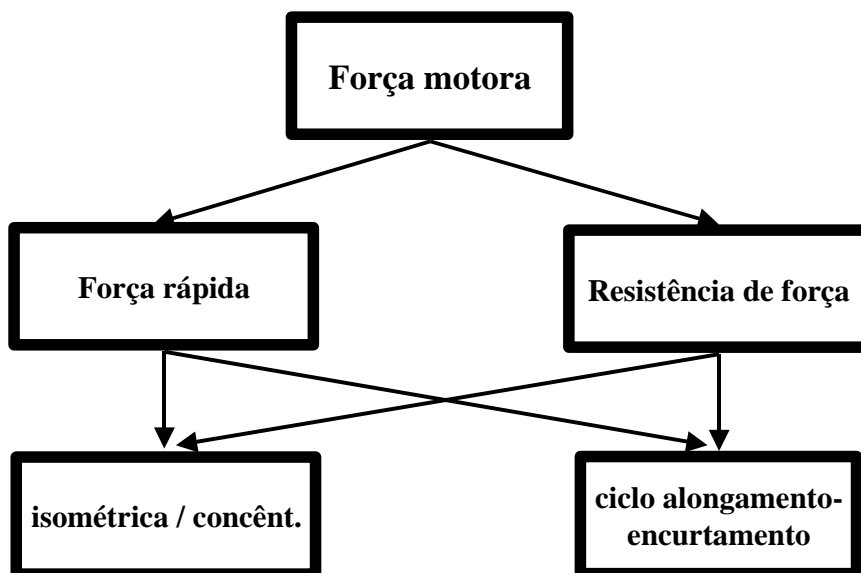 Força motora
Força rápida
Resistência de força
isométrica / concênt.
ciclo alongamento-
encurtamento